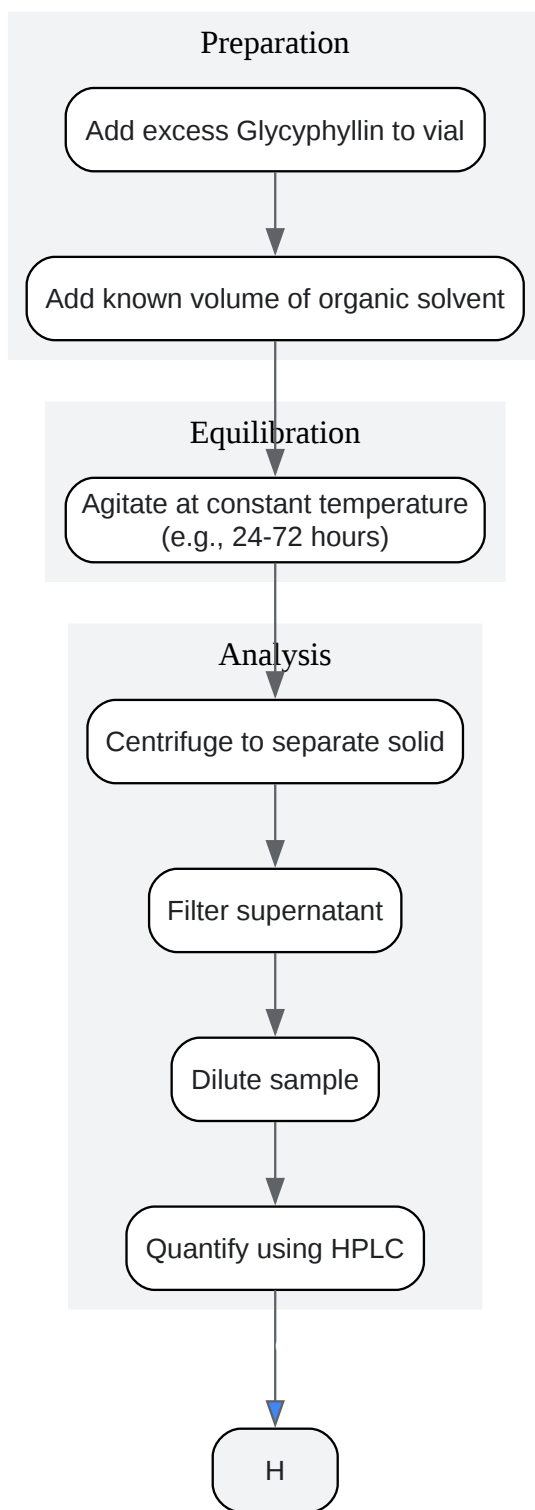 Preparation
Add excess Glycyphyllin to vial
Add known volume of organic solvent
Equilibration
Agitate at constant temperature
(e.g., 24-72 hours)
Analysis
Centrifuge to separate solid
Filter supernatant
Dilute sample
Quantify using HPLC
H